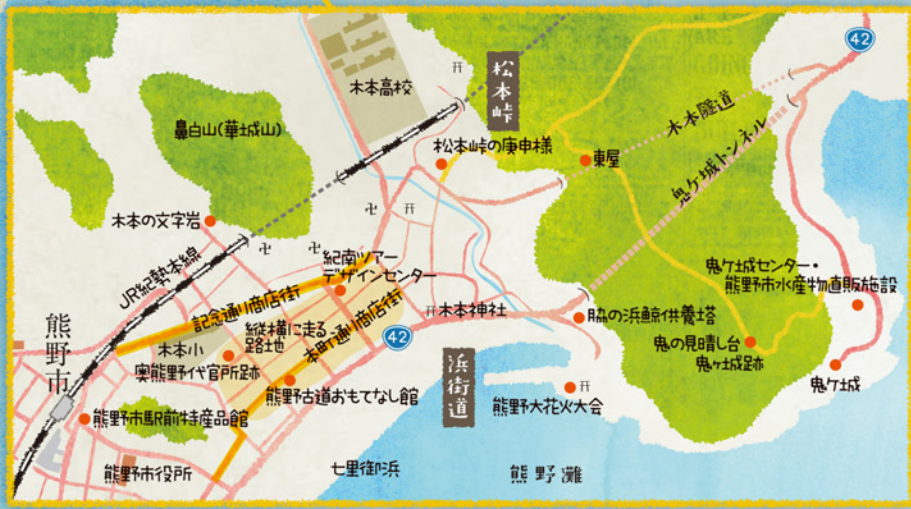 42
松本峠
木本高校
鼻白山(華城山)
松本峠の庚申様
東屋
木本隧道
鬼ヶ城トンネル
木本の文字岩
JR紀勢本線
紀南ツアー
デザインセンター
鬼ケ城センター・
熊野市水産物直販施設
記念通り商店街
木本神社
脇の浜鯨供養塔
熊野市
木本小
縦横に走る
路地
本町通り商店街
42
鬼の見晴し台
鬼ヶ城跡
奥熊野代官所跡
浜街道
鬼ヶ城
熊野古道おもてなし館
熊野大花火大会
熊野市駅前特産品館
熊野市役所
七里御浜
熊野灘